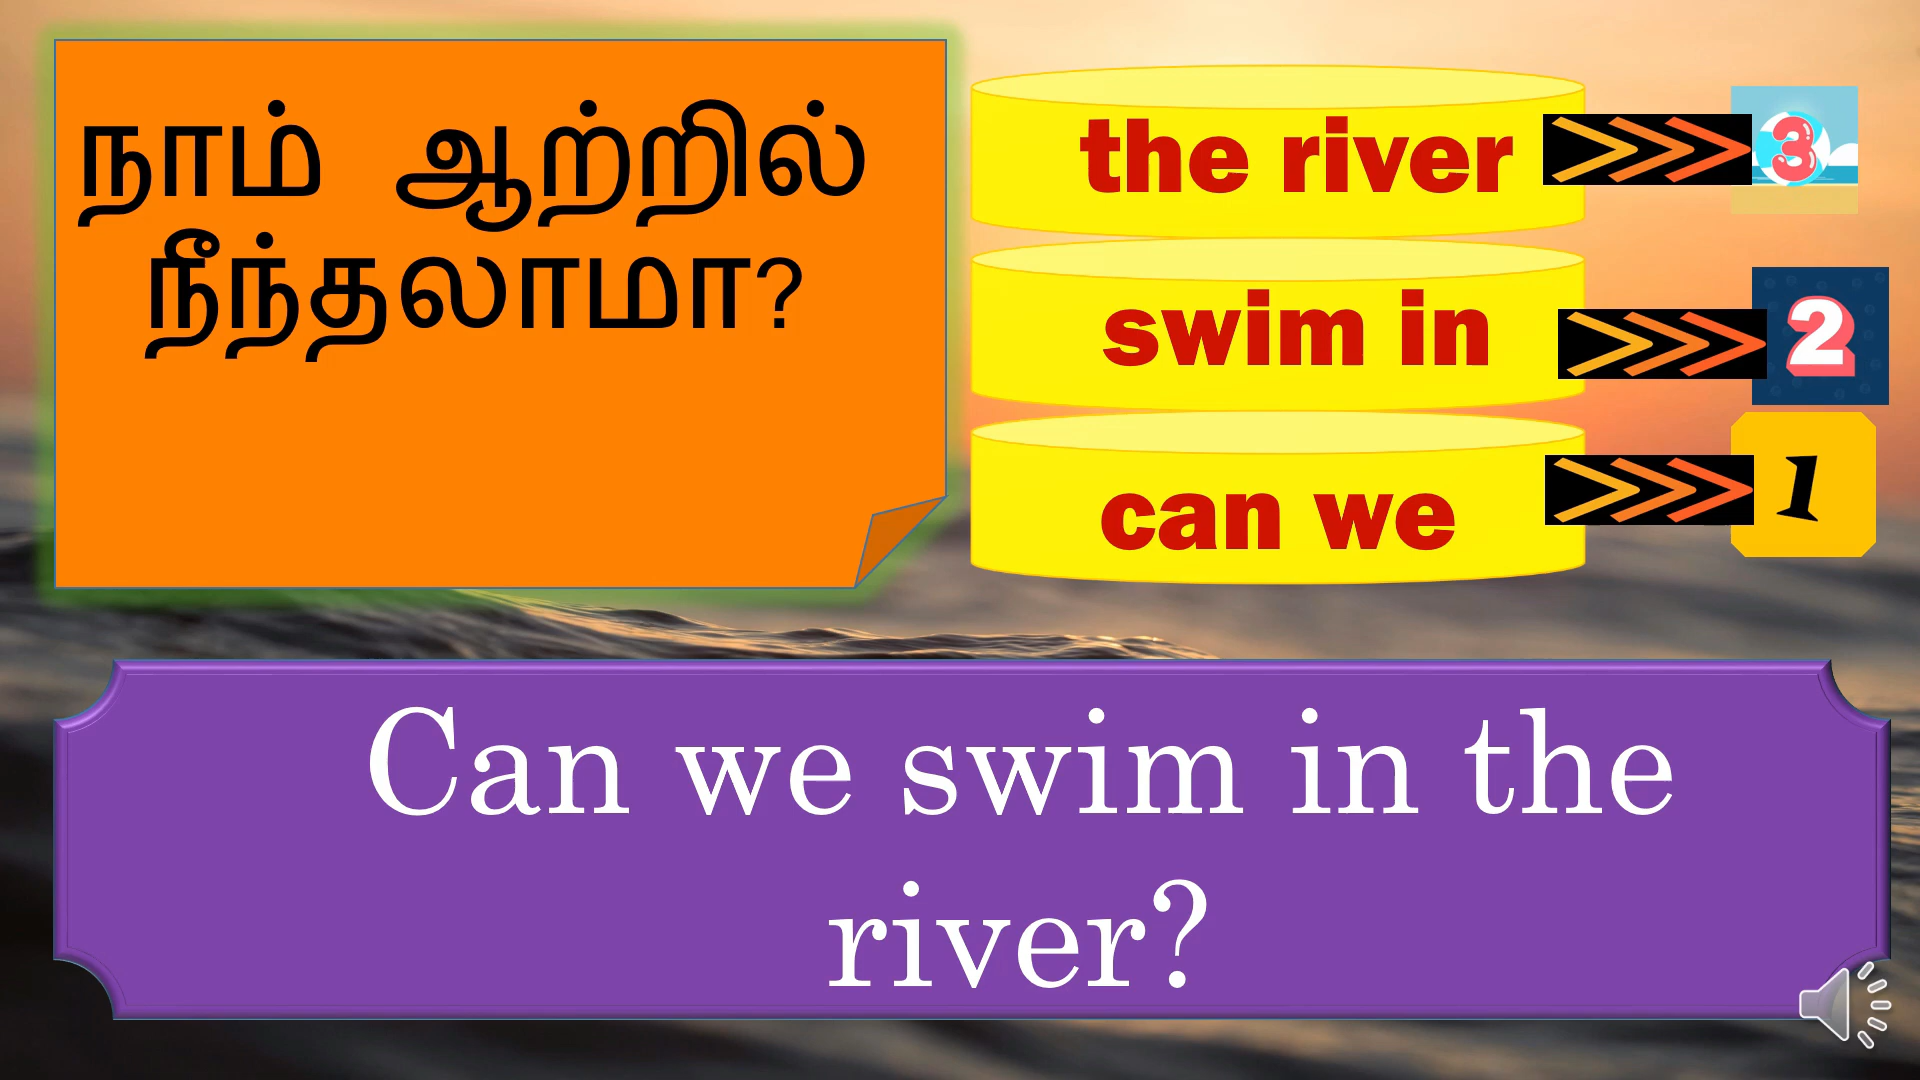 நாம் ஆற்றில்
நீந்தலாமா?
the river
3
swim in
2
can we
1
Can we swim in the
river?